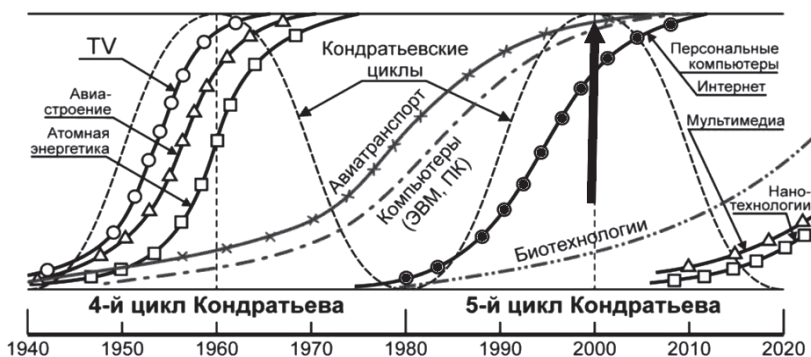 TV
Авиа-
строение
Атомная
энергетика
Кондратьевские
циклы
Авиатранспорт
Компьютеры
(ЭВМ, ПК)
Персональные
компьютеры
Интернет
Мультимедиа
Нано-
технологии
Биотехнологии
4-й цикл Кондратьева
5-й цикл Кондратьева
1940 1950 1960 1970 1980 1990 2000 2010 2020